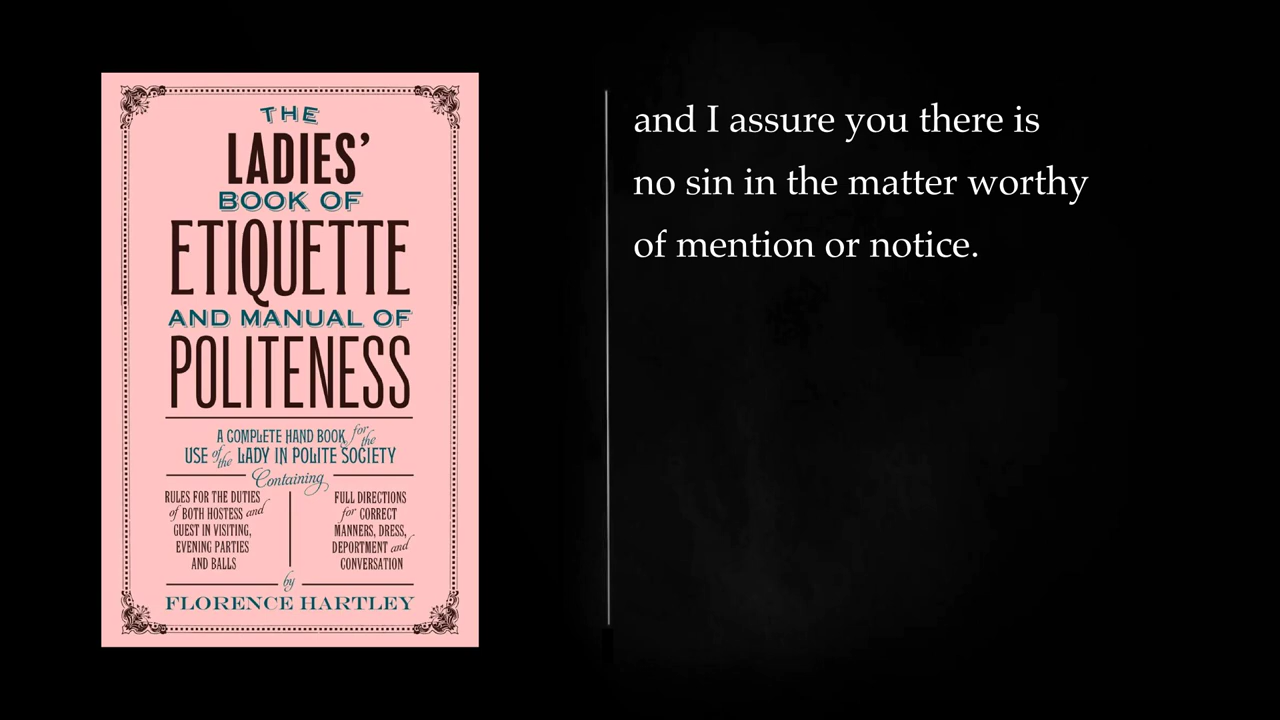 THE
LADIES'
BOOK OF
ETIQUETTE
AND MANUAL OF
POLITENESS
A COMPLETE HAND BOOK for the
USE of the LADY IN POLITE SOCIETY
Containing
RULES FOR THE DUTIES
of BOTH HOSTESS and
GUEST IN VISITING,
EVENING PARTIES
AND BALLS
FULL DIRECTIONS
for CORRECT
MANNERS, DRESS,
DEPORTMENT and
CONVERSATION
by
FLORENCE HARTLEY
and I assure you there is
no sin in the matter worthy
of mention or notice.